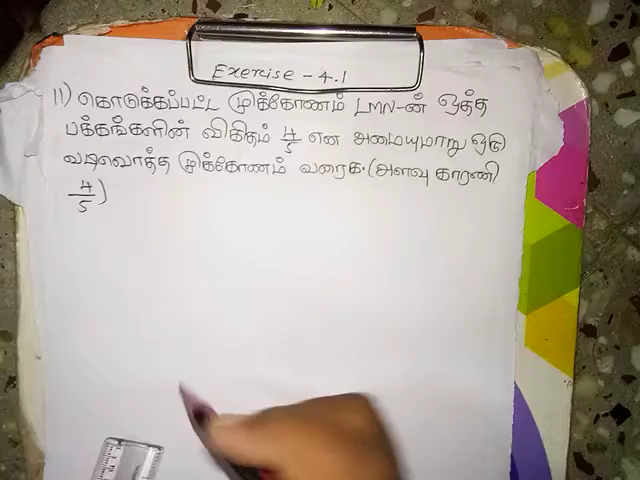 Exercise - 4.1
11) கொடுக்கப்பட்ட முக்கோணம் LMN-ன் ஒத்த
பக்கங்களின் விகிதம் 4/5 என அமையுமாறு ஒரு
வடிவொத்த முக்கோணம் வரைக. (அளவு காரணி
4/5)